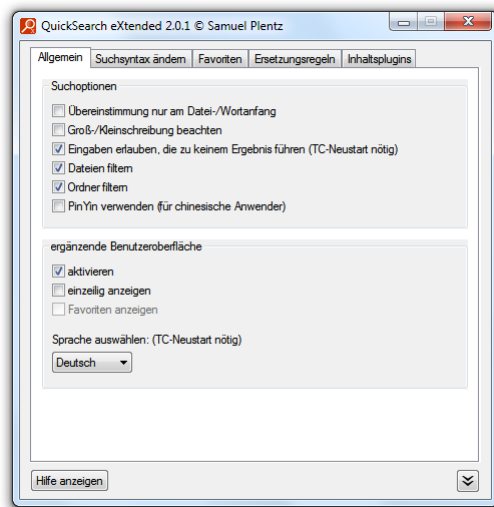 QuickSearch eXtended 2.0.1 © Samuel Plentz
Allgemein Suchsyntax ändern Favoriten Ersetzungsregeln Inhaltsplugins
Suchoptionen
Übereinstimmung nur am Datei-/Wortanfang
Groß-/Kleinschreibung beachten
Eingaben erlauben, die zu keinem Ergebnis führen (TC-Neustart nötig)
Dateien filtern
Ordner filtern
PinYin verwenden (für chinesische Anwender)
ergänzende Benutzeroberfläche
aktivieren
einzeilig anzeigen
Favoriten anzeigen
Sprache auswählen: (TC-Neustart nötig)
Deutsch
Hilfe anzeigen